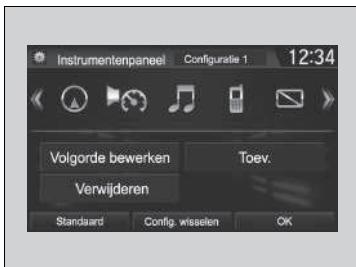 Instrumentenpaneel Configuratie 1 12:34
Volgorde bewerken Toev.
Verwijderen
Standaard Config. wisselen OK